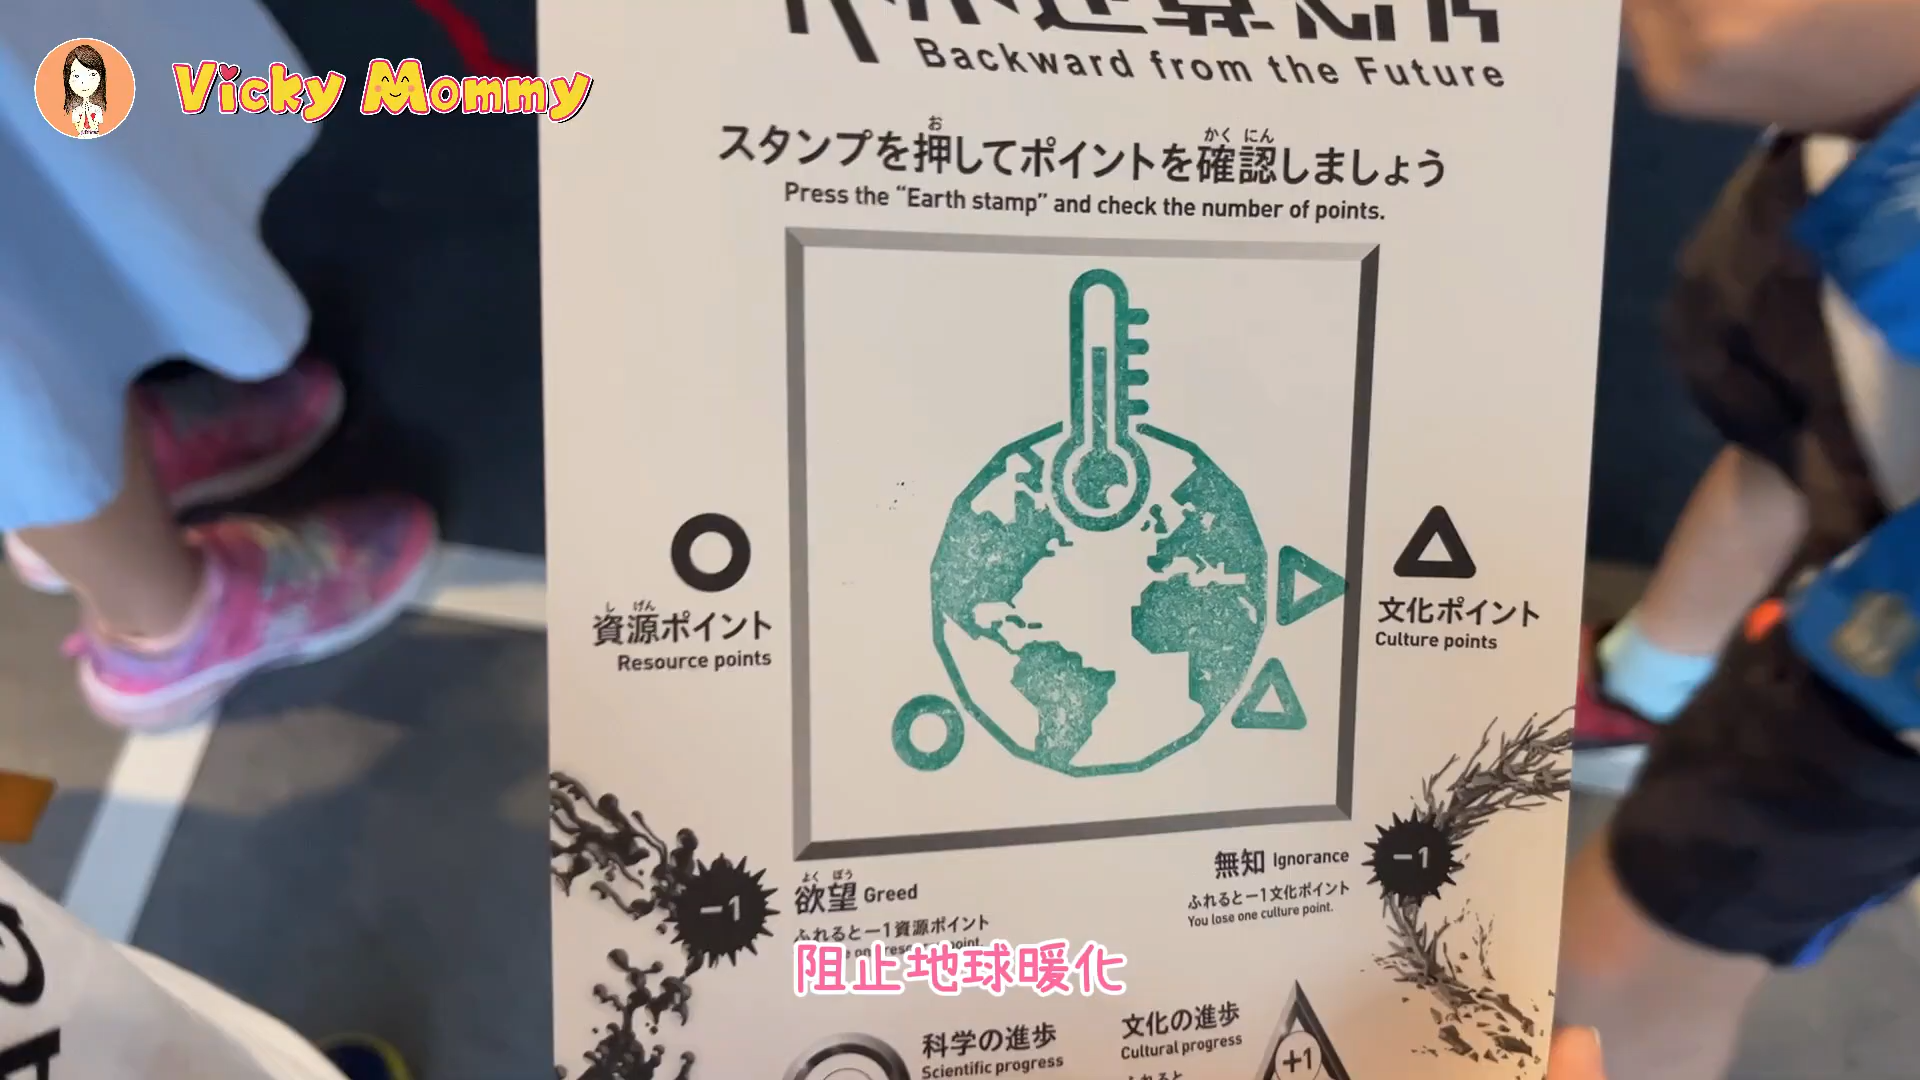 Vicky Mommy
Backward from the Future
スタンプを押してポイントを確認しましょう
Press the “Earth stamp” and check the number of points.
資源ポイント
Resource points
文化ポイント
Culture points
-1
欲望 Greed
ふれると-1資源ポイント
無知 Ignorance
ふれると-1文化ポイント
You lose one culture point.
-1
阻止地球暖化
科学の進歩
Scientific progress
文化の進歩
Cultural progress
ふれると
+1